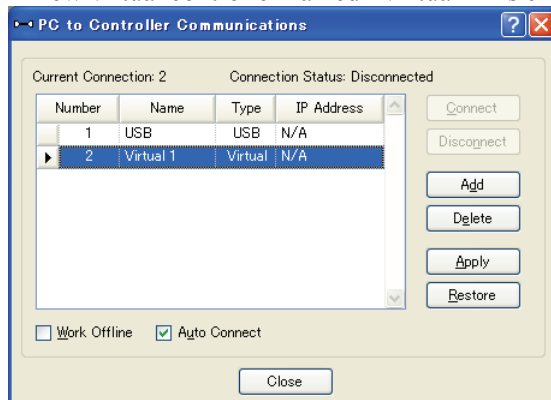 PC to Controller Communications
Current Connection: 2 Connection Status: Disconnected
Number Name Type IP Address
1 USB USB N/A
2 Virtual 1 Virtual N/A
Connect
Disconnect
Add
Delete
Apply
Restore
Work Offline Auto Connect
Close